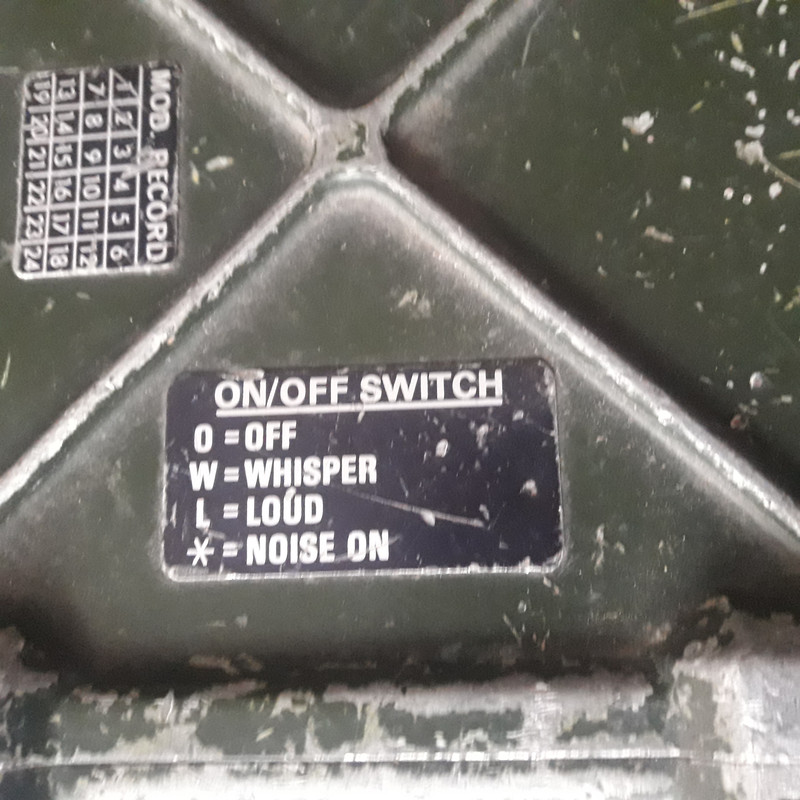 MOD. RECORD
1 2 3 4 5 6
7 8 9 10 11 12
13 14 15 16 17 18
19 20 21 22 23 24
ON/OFF SWITCH
O = OFF
W = WHISPER
L = LOUD
* = NOISE ON